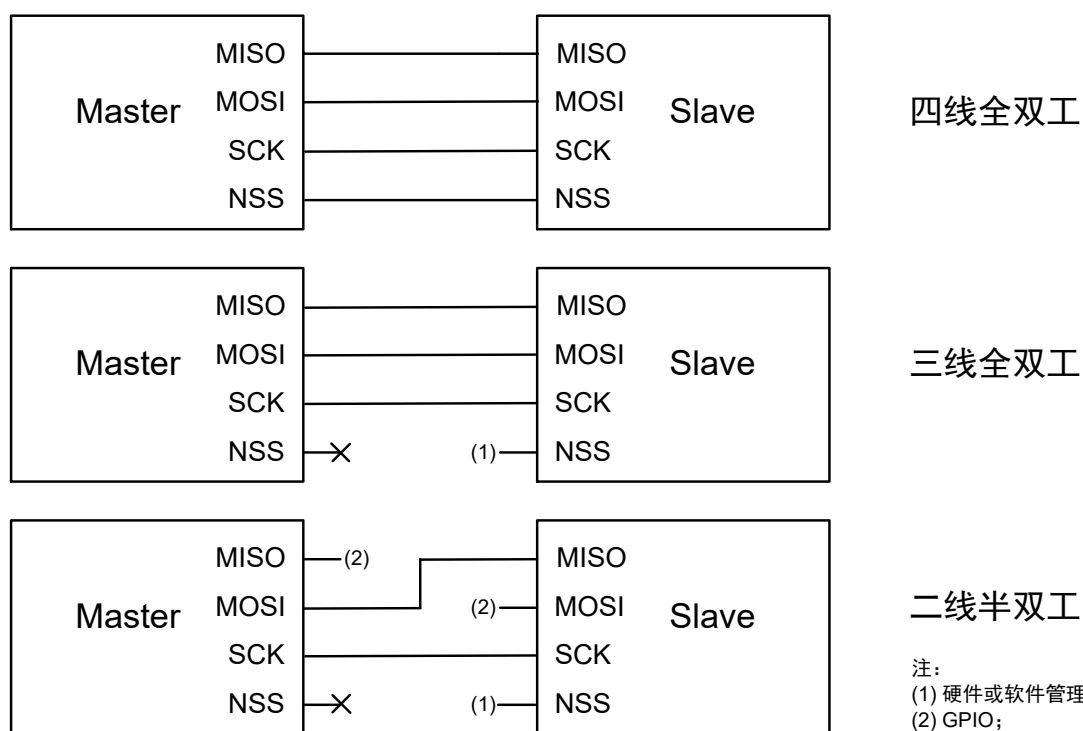 MISO MISO
Master MOSI MOSI Slave 四线全双工
SCK SCK
NSS NSS
MISO MISO
Master MOSI MOSI Slave 三线全双工
SCK SCK
NSS (1) NSS
MISO (2) MISO
Master MOSI (2) MOSI Slave 二线半双工
SCK SCK
注：
NSS (1) NSS
(1) 硬件或软件管理
(2) GPIO；